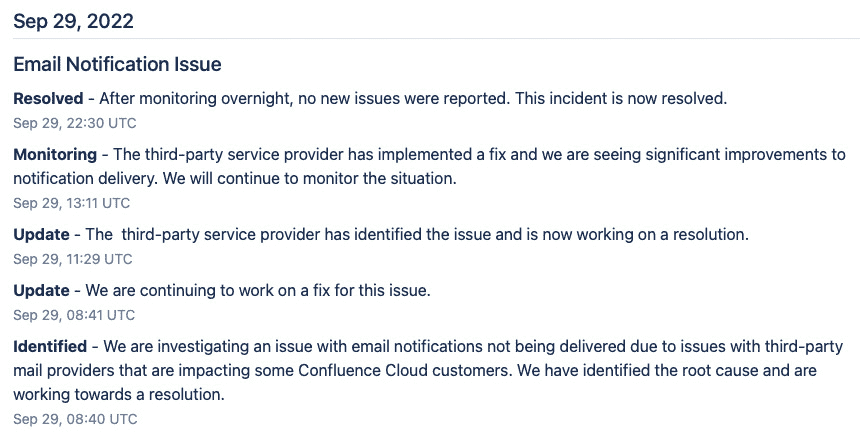 Sep 29, 2022
Email Notification Issue
Resolved - After monitoring overnight, no new issues were reported. This incident is now resolved.
Sep 29, 22:30 UTC
Monitoring - The third-party service provider has implemented a fix and we are seeing significant improvements to
notification delivery. We will continue to monitor the situation.
Sep 29, 13:11 UTC
Update - The  third-party service provider has identified the issue and is now working on a resolution.
Sep 29, 11:29 UTC
Update - We are continuing to work on a fix for this issue.
Sep 29, 08:41 UTC
Identified - We are investigating an issue with email notifications not being delivered due to issues with third-party
mail providers that are impacting some Confluence Cloud customers. We have identified the root cause and are
working towards a resolution.
Sep 29, 08:40 UTC